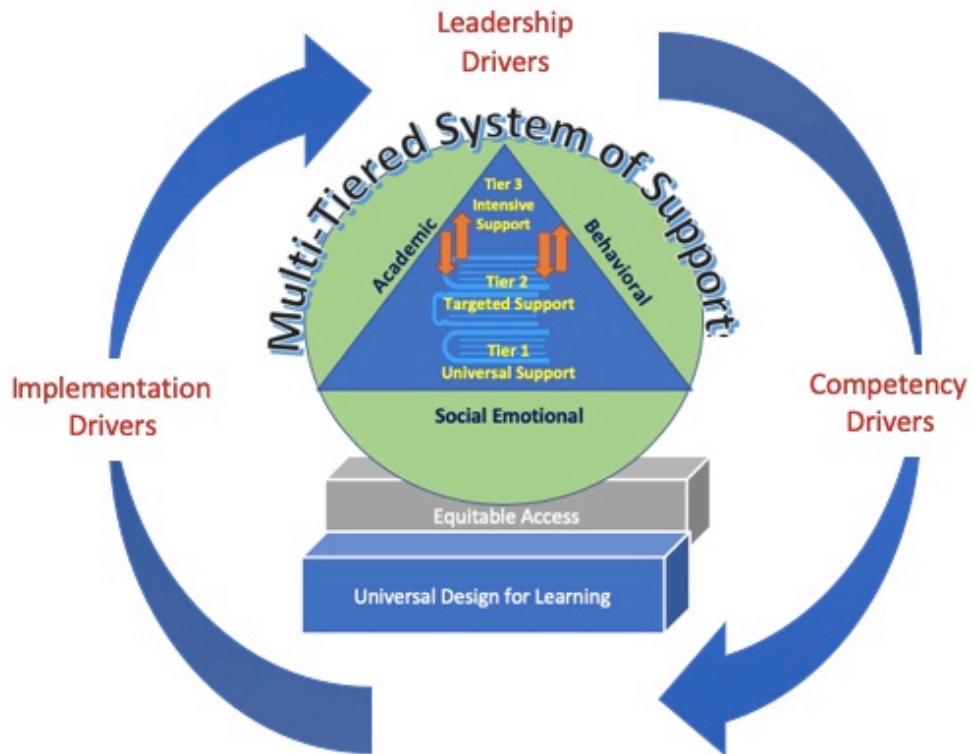 Leadership
Drivers
Multi-Tiered System of Support
Tier 3
Intensive
Support
Academic
Behavioral
Tier 2
Targeted Support
Tier 1
Universal Support
Implementation
Drivers
Competency
Drivers
Social Emotional
Equitable Access
Universal Design for Learning